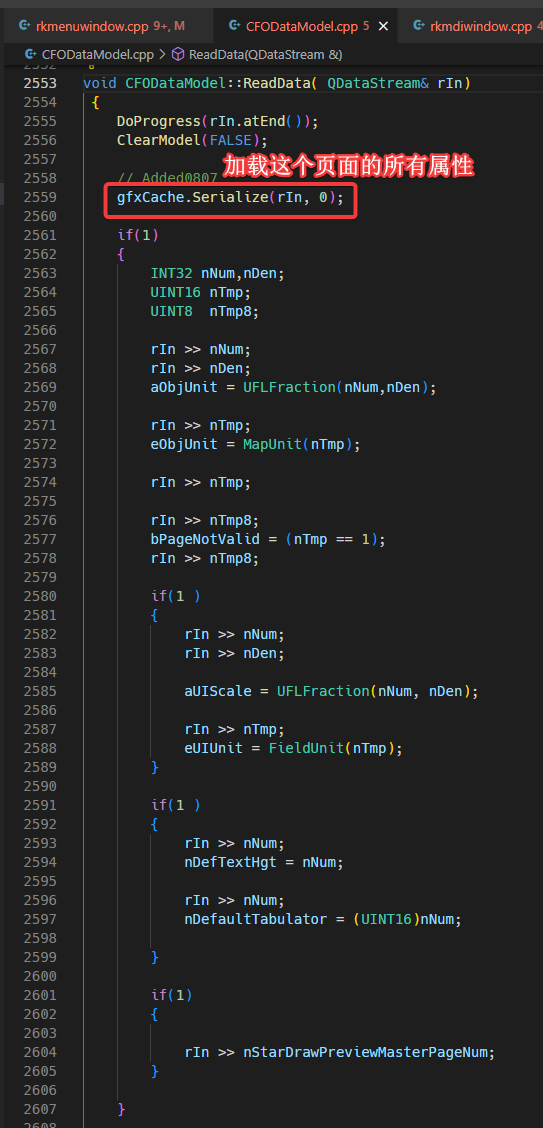 rkmenuwindow.cpp 9+, M CFODataModel.cpp 5 rkmdiwindow.cpp 4
CFODataModel.cpp > ReadData(QDataStream &)
2553 void CFODataModel::ReadData( QDataStream& rIn)
2554 {
2555 DoProgress(rIn.atEnd());
2556 ClearModel(FALSE);
2557
加载这个页面的所有属性
2558 // Added0807
2559 gfxCache.Serialize(rIn, 0);
2560
2561 if(1)
2562 {
2563 INT32 nNum,nDen;
2564 UINT16 nTmp;
2565 UINT8  nTmp8;
2566
2567 rIn >> nNum;
2568 rIn >> nDen;
2569 aObjUnit = UFLFraction(nNum,nDen);
2570
2571 rIn >> nTmp;
2572 eObjUnit = MapUnit(nTmp);
2573
2574 rIn >> nTmp;
2575
2576 rIn >> nTmp8;
2577 bPageNotValid = (nTmp == 1);
2578 rIn >> nTmp8;
2579
2580 if(1 )
2581 {
2582 rIn >> nNum;
2583 rIn >> nDen;
2584
2585 aUIScale = UFLFraction(nNum, nDen);
2586
2587 rIn >> nTmp;
2588 eUIUnit = FieldUnit(nTmp);
2589 }
2590
2591 if(1 )
2592 {
2593 rIn >> nNum;
2594 nDefTextHgt = nNum;
2595
2596 rIn >> nNum;
2597 nDefaultTabulator = (UINT16)nNum;
2598
2599 }
2600
2601 if(1)
2602 {
2603
2604 rIn >> nStarDrawPreviewMasterPageNum;
2605 }
2606
2607 }